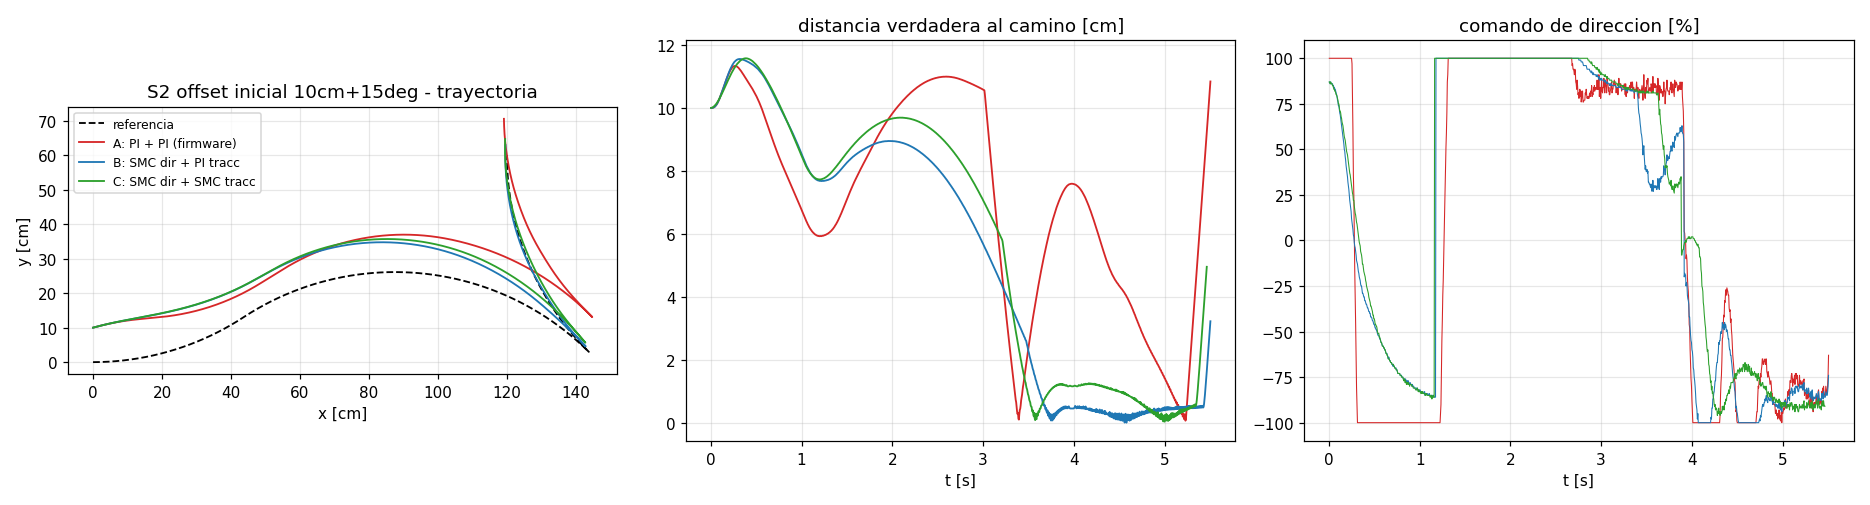 S2 offset inicial 10cm+15deg - trayectoria
referencia
A: PI + PI (firmware)
B: SMC dir + PI tracc
C: SMC dir + SMC tracc
70
60
50
40
30
20
10
0
y [cm]
0 20 40 60 80 100 120 140
x [cm]
distancia verdadera al camino [cm]
12
10
8
6
4
2
0
0 1 2 3 4 5
t [s]
comando de direccion [%]
100
75
50
25
0
−25
−50
−75
−100
0 1 2 3 4 5
t [s]